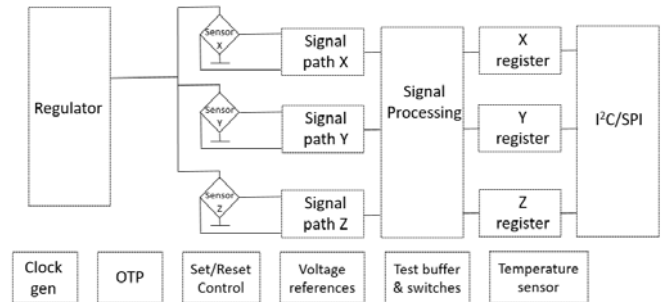 Regulator
Sensor
X
Signal
path X
Sensor
Y
Signal
path Y
Sensor
Z
Signal
path Z
Signal
Processing
X
register
Y
register
Z
register
I²C/SPI
Clock
gen
OTP
Set/Reset
Control
Voltage
references
Test buffer
& switches
Temperature
sensor